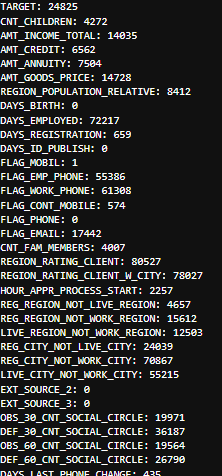 TARGET: 24825
CNT_CHILDREN: 4272
AMT_INCOME_TOTAL: 14035
AMT_CREDIT: 6562
AMT_ANNUITY: 7504
AMT_GOODS_PRICE: 14728
REGION_POPULATION_RELATIVE: 8412
DAYS_BIRTH: 0
DAYS_EMPLOYED: 72217
DAYS_REGISTRATION: 659
DAYS_ID_PUBLISH: 0
FLAG_MOBIL: 1
FLAG_EMP_PHONE: 55386
FLAG_WORK_PHONE: 61308
FLAG_CONT_MOBILE: 574
FLAG_PHONE: 0
FLAG_EMAIL: 17442
CNT_FAM_MEMBERS: 4007
REGION_RATING_CLIENT: 80527
REGION_RATING_CLIENT_W_CITY: 78027
HOUR_APPR_PROCESS_START: 2257
REG_REGION_NOT_LIVE_REGION: 4657
REG_REGION_NOT_WORK_REGION: 15612
LIVE_REGION_NOT_WORK_REGION: 12503
REG_CITY_NOT_LIVE_CITY: 24039
REG_CITY_NOT_WORK_CITY: 70867
LIVE_CITY_NOT_WORK_CITY: 55215
EXT_SOURCE_2: 0
EXT_SOURCE_3: 0
OBS_30_CNT_SOCIAL_CIRCLE: 19971
DEF_30_CNT_SOCIAL_CIRCLE: 36187
OBS_60_CNT_SOCIAL_CIRCLE: 19564
DEF_60_CNT_SOCIAL_CIRCLE: 26790
DAYS_LAST_PHONE_CHANGE: 435